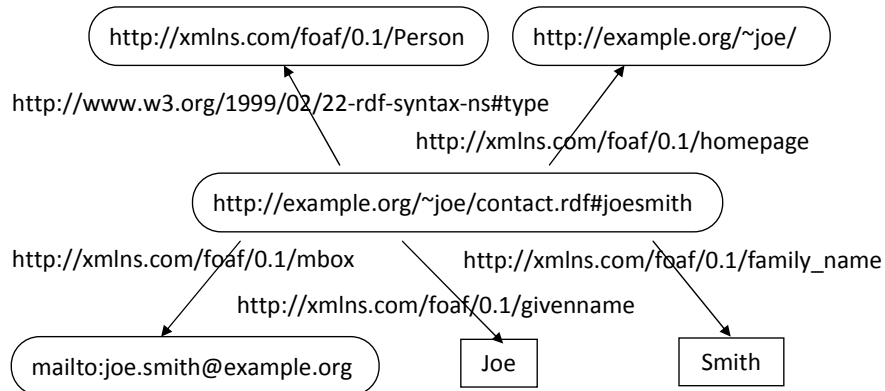 http://xmlns.com/foaf/0.1/Person
http://example.org/~joe/
http://www.w3.org/1999/02/22-rdf-syntax-ns#type
http://xmlns.com/foaf/0.1/homepage
http://example.org/~joe/contact.rdf#joesmith
http://xmlns.com/foaf/0.1/mbox
http://xmlns.com/foaf/0.1/family_name
http://xmlns.com/foaf/0.1/givenname
mailto:joe.smith@example.org
Joe
Smith